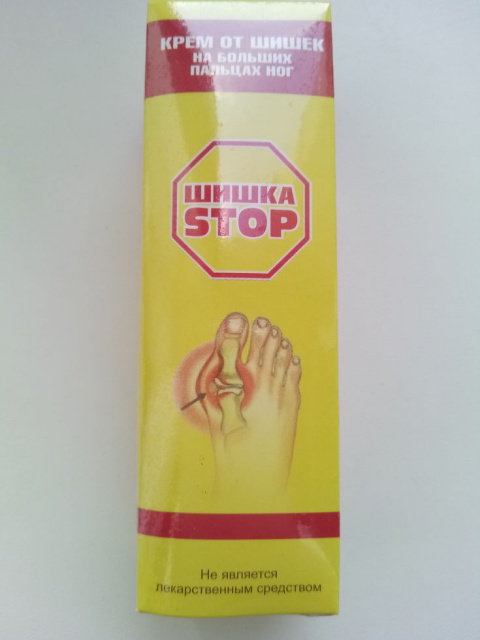 КРЕМ ОТ ШИШЕК
НА БОЛЬШИХ
ПАЛЬЦАХ НОГ
ШИШКА
STOP
Не является
лекарственным средством